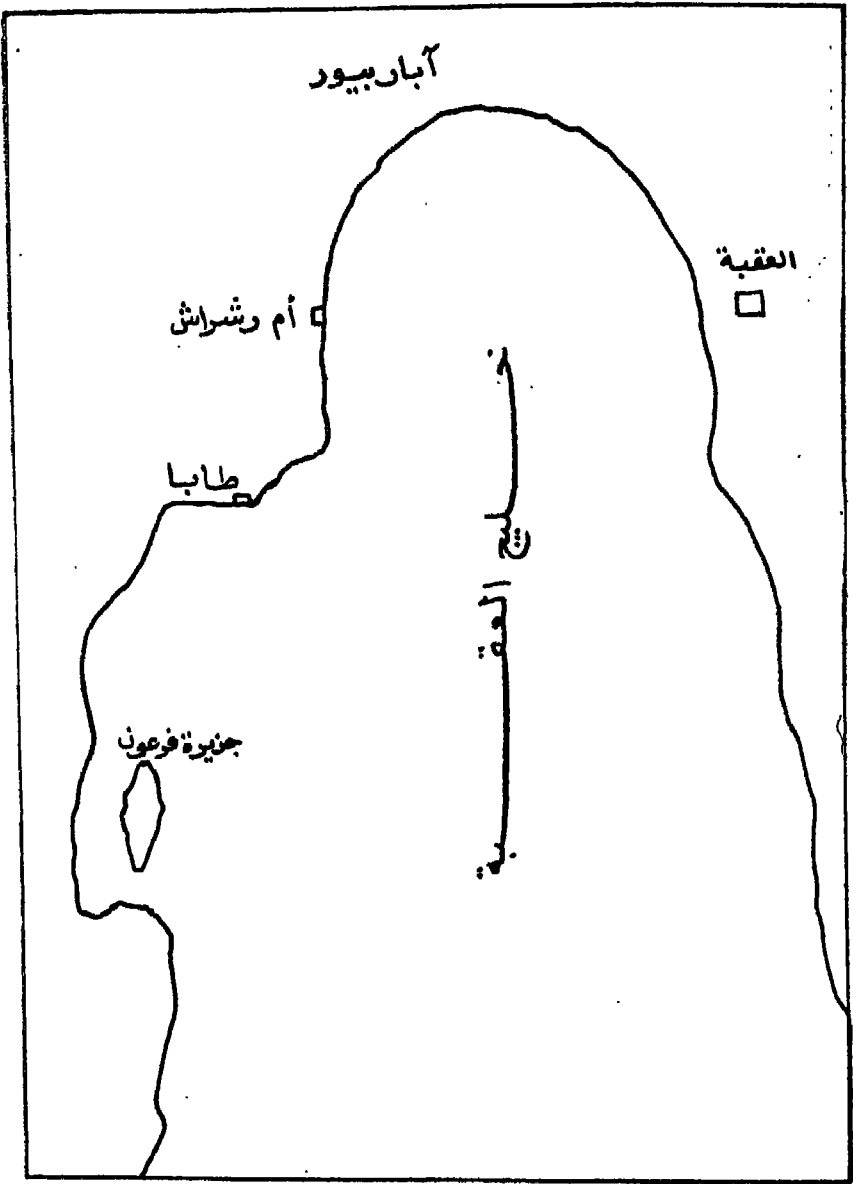 آبار بيور
العقبة
أم رشراش
طابا
خليج العقبة
جزيرة فرعون